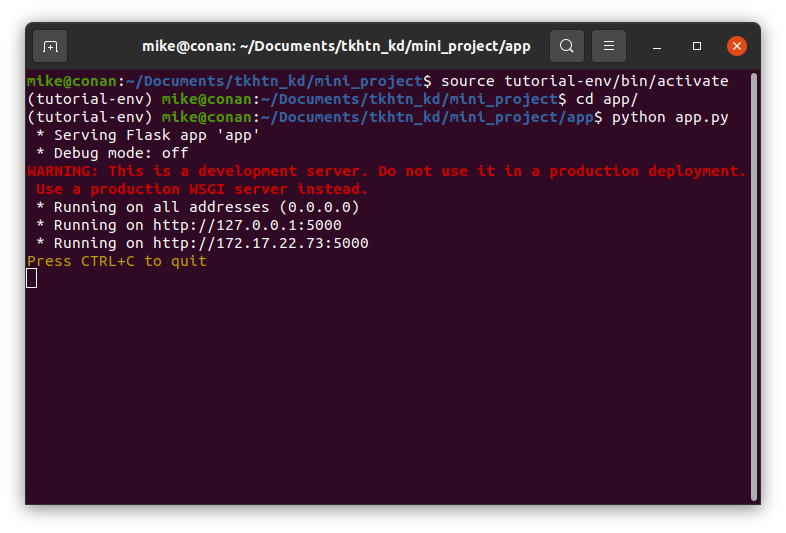 mike@conan: ~/Documents/tkhtn_kd/mini_project/app
mike@conan:~/Documents/tkhtn_kd/mini_project$ source tutorial-env/bin/activate
(tutorial-env) mike@conan:~/Documents/tkhtn_kd/mini_project$ cd app/
(tutorial-env) mike@conan:~/Documents/tkhtn_kd/mini_project/app$ python app.py
 * Serving Flask app 'app'
 * Debug mode: off
WARNING: This is a development server. Do not use it in a production deployment.
 Use a production WSGI server instead.
 * Running on all addresses (0.0.0.0)
 * Running on http://127.0.0.1:5000
 * Running on http://172.17.22.73:5000
Press CTRL+C to quit